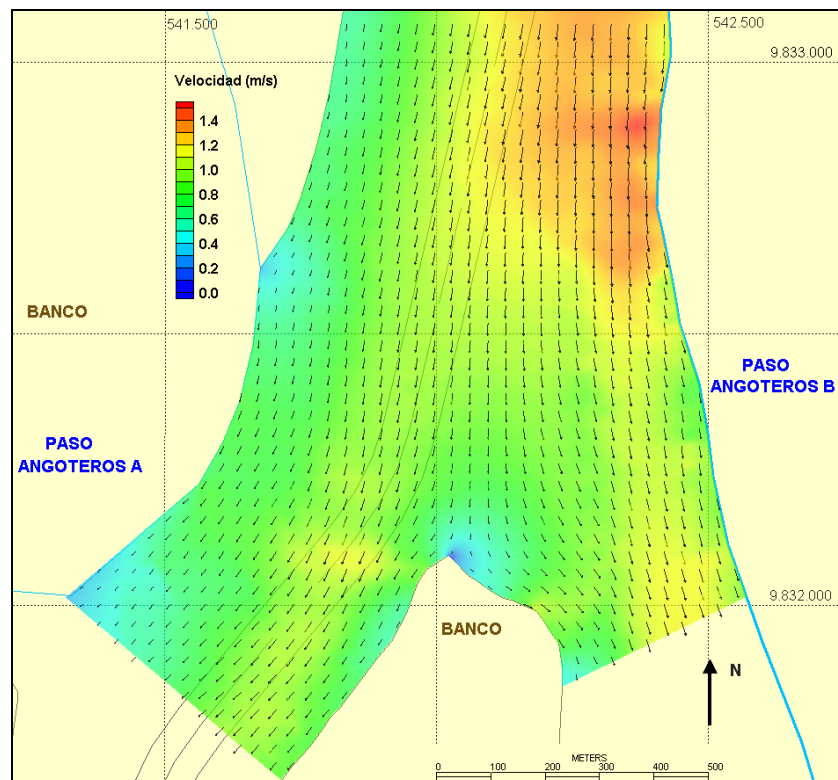 541.500
542.500
9.833.000
Velocidad (m/s)
1.4
1.2
1.0
0.8
0.6
0.4
0.2
0.0
BANCO
PASO
ANGOTEROS B
PASO
ANGOTEROS A
9.832.000
BANCO
N
METERS
0 100 200 300 400 500